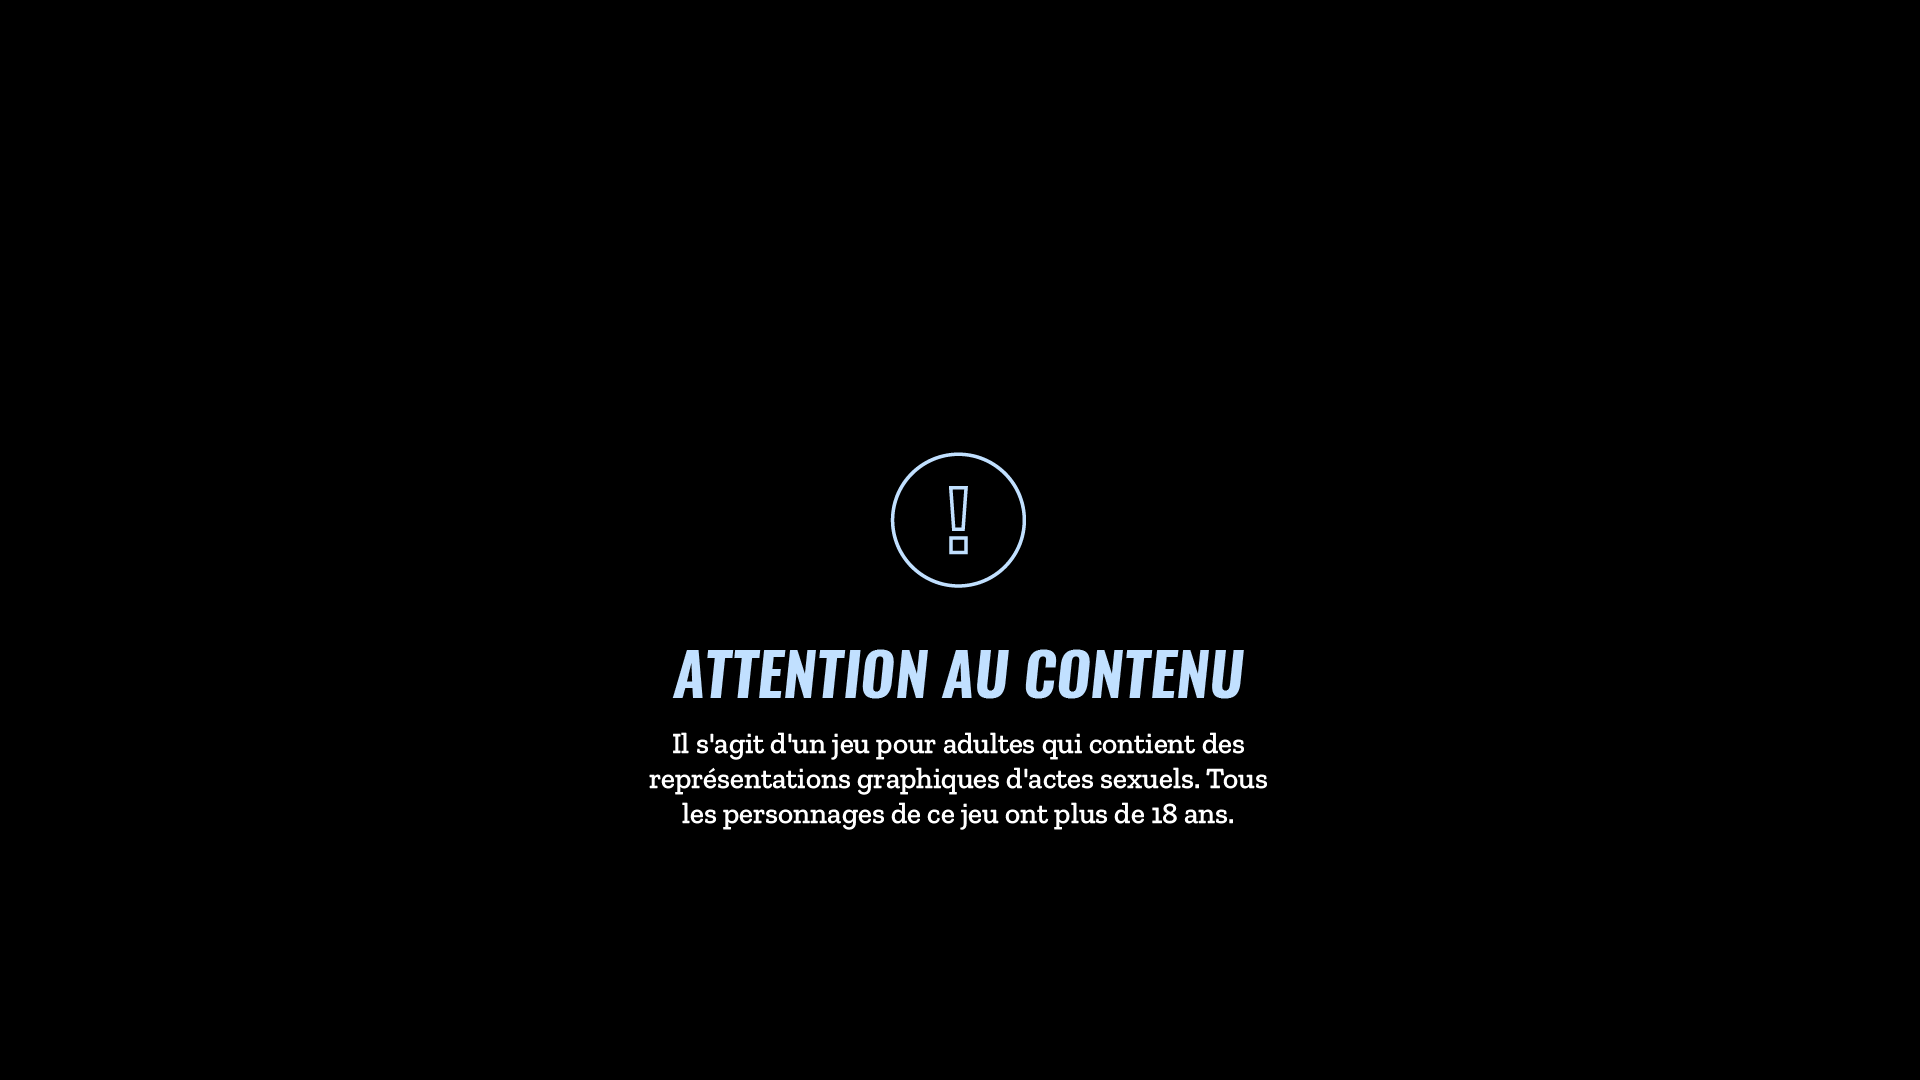 ATTENTION AU CONTENU
Il s'agit d'un jeu pour adultes qui contient des
représentations graphiques d'actes sexuels. Tous
les personnages de ce jeu ont plus de 18 ans.